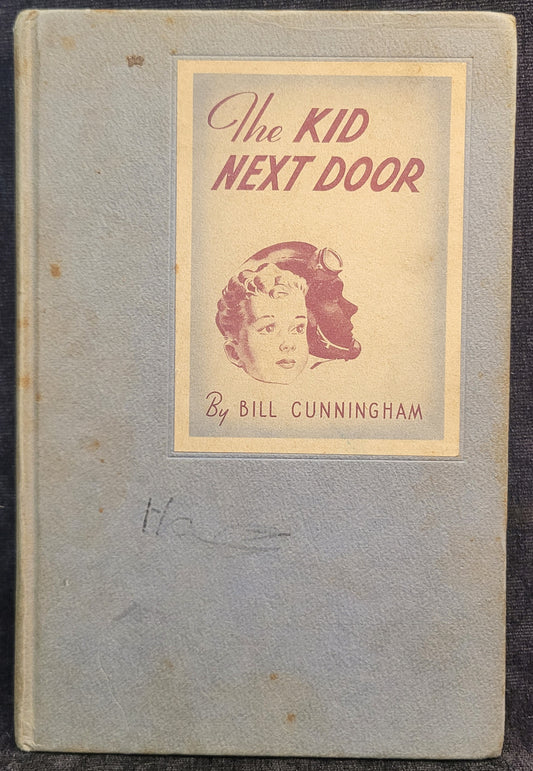 The KID
NEXT DOOR
By BILL CUNNINGHAM